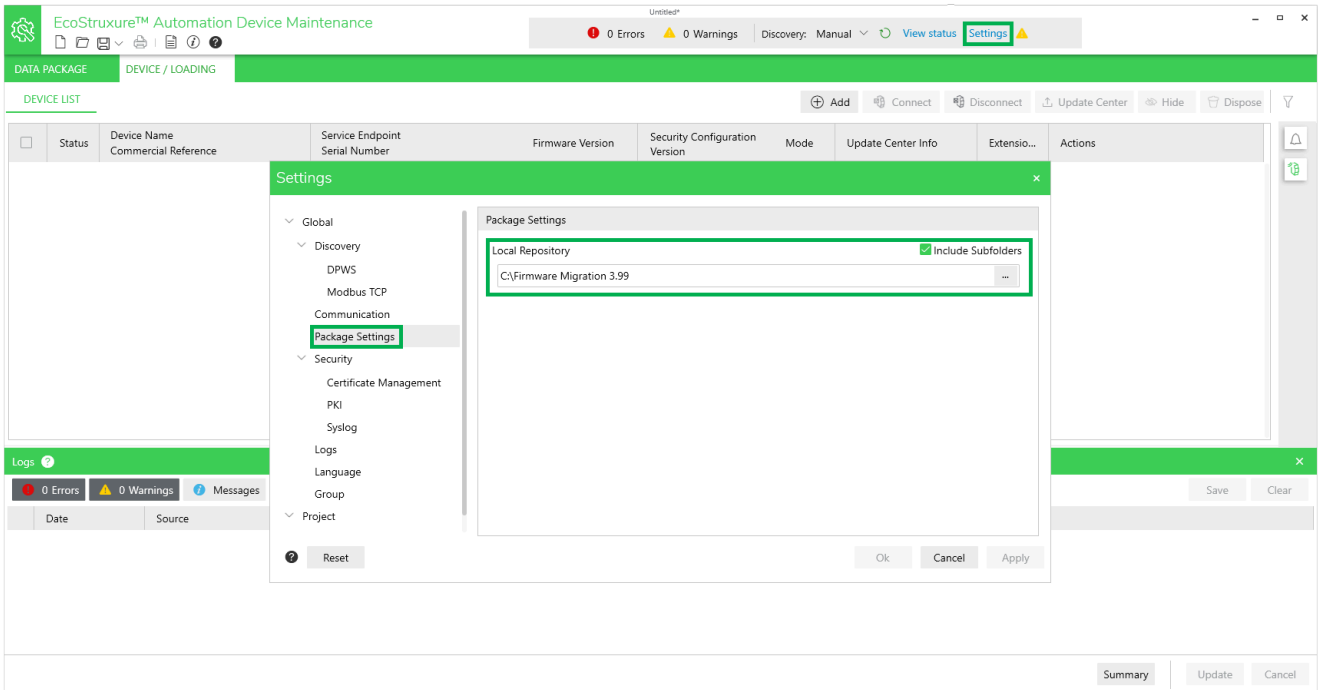 Untitled*
EcoStruxure™ Automation Device Maintenance
0 Errors 0 Warnings Discovery: Manual View status Settings
DATA PACKAGE DEVICE / LOADING
DEVICE LIST
Add Connect Disconnect Update Center Hide Dispose
Status Device Name Service Endpoint Firmware Version Security Configuration Mode Update Center Info Extensio... Actions
Commercial Reference Serial Number Version
Settings
Global
Discovery
DPWS
Modbus TCP
Communication
Package Settings
Security
Certificate Management
PKI
Syslog
Logs
Language
Group
Project
Package Settings
Local Repository Include Subfolders
C:\Firmware Migration 3.99 ...
Reset Ok Cancel Apply
Logs ?
0 Errors 0 Warnings Messages Save Clear
Date Source
Summary Update Cancel